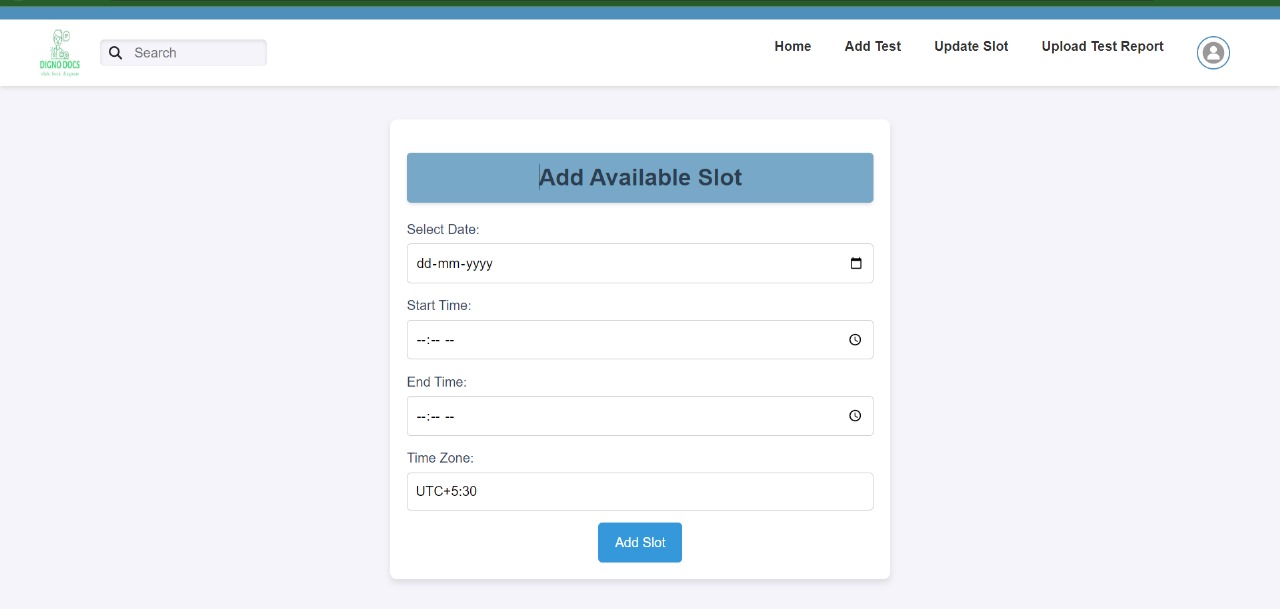 DIGNO DOCS
Search
Home
Add Test
Update Slot
Upload Test Report
Add Available Slot
Select Date:
dd-mm-yyyy
Start Time:
--:-- --
End Time:
--:-- --
Time Zone:
UTC+5:30
Add Slot